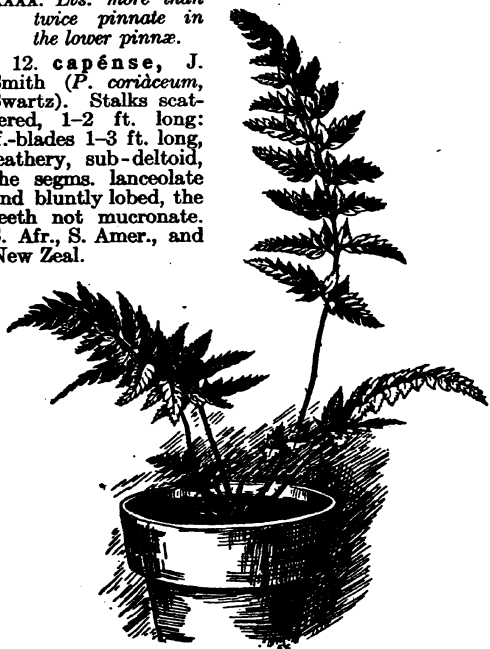 XXXX. Lvs. more than
twice pinnate in
the lower pinnæ.
12. capénse, J.
Smith (P. coriàceum,
Swartz). Stalks scat-
tered, 1–2 ft. long:
lf.-blades 1–3 ft. long,
leathery, sub-deltoid,
the segms. lanceolate
and bluntly lobed, the
teeth not mucronate.
S. Afr., S. Amer., and
New Zeal.